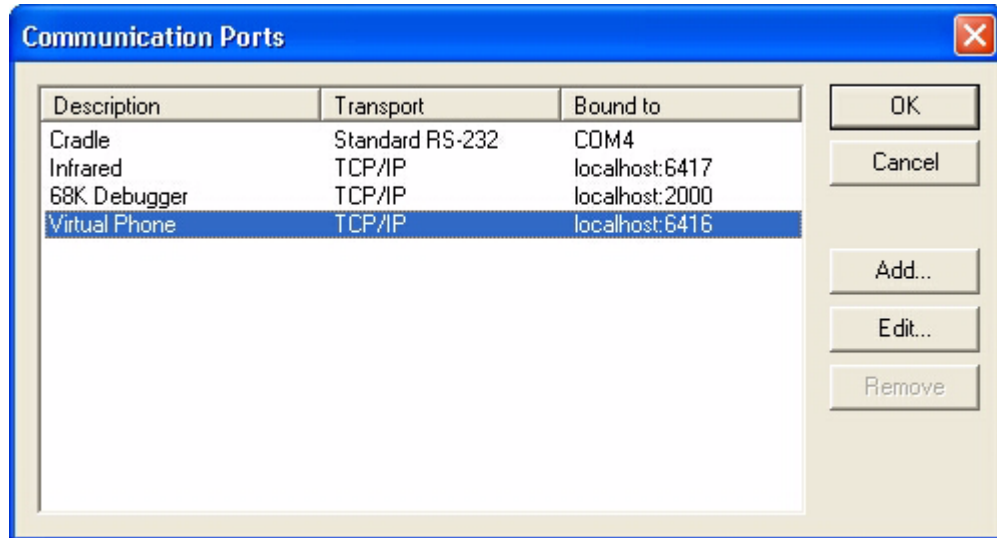 Communication Ports
Description Transport Bound to
Cradle Standard RS-232 COM4
Infrared TCP/IP localhost:6417
68K Debugger TCP/IP localhost:2000
Virtual Phone TCP/IP localhost:6416
OK
Cancel
Add...
Edit...
Remove